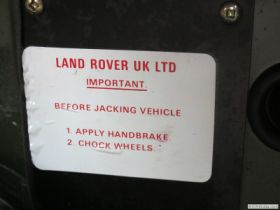 LAND ROVER UK LTD
IMPORTANT.
BEFORE JACKING VEHICLE
1. APPLY HANDBRAKE.
2. CHOCK WHEELS.